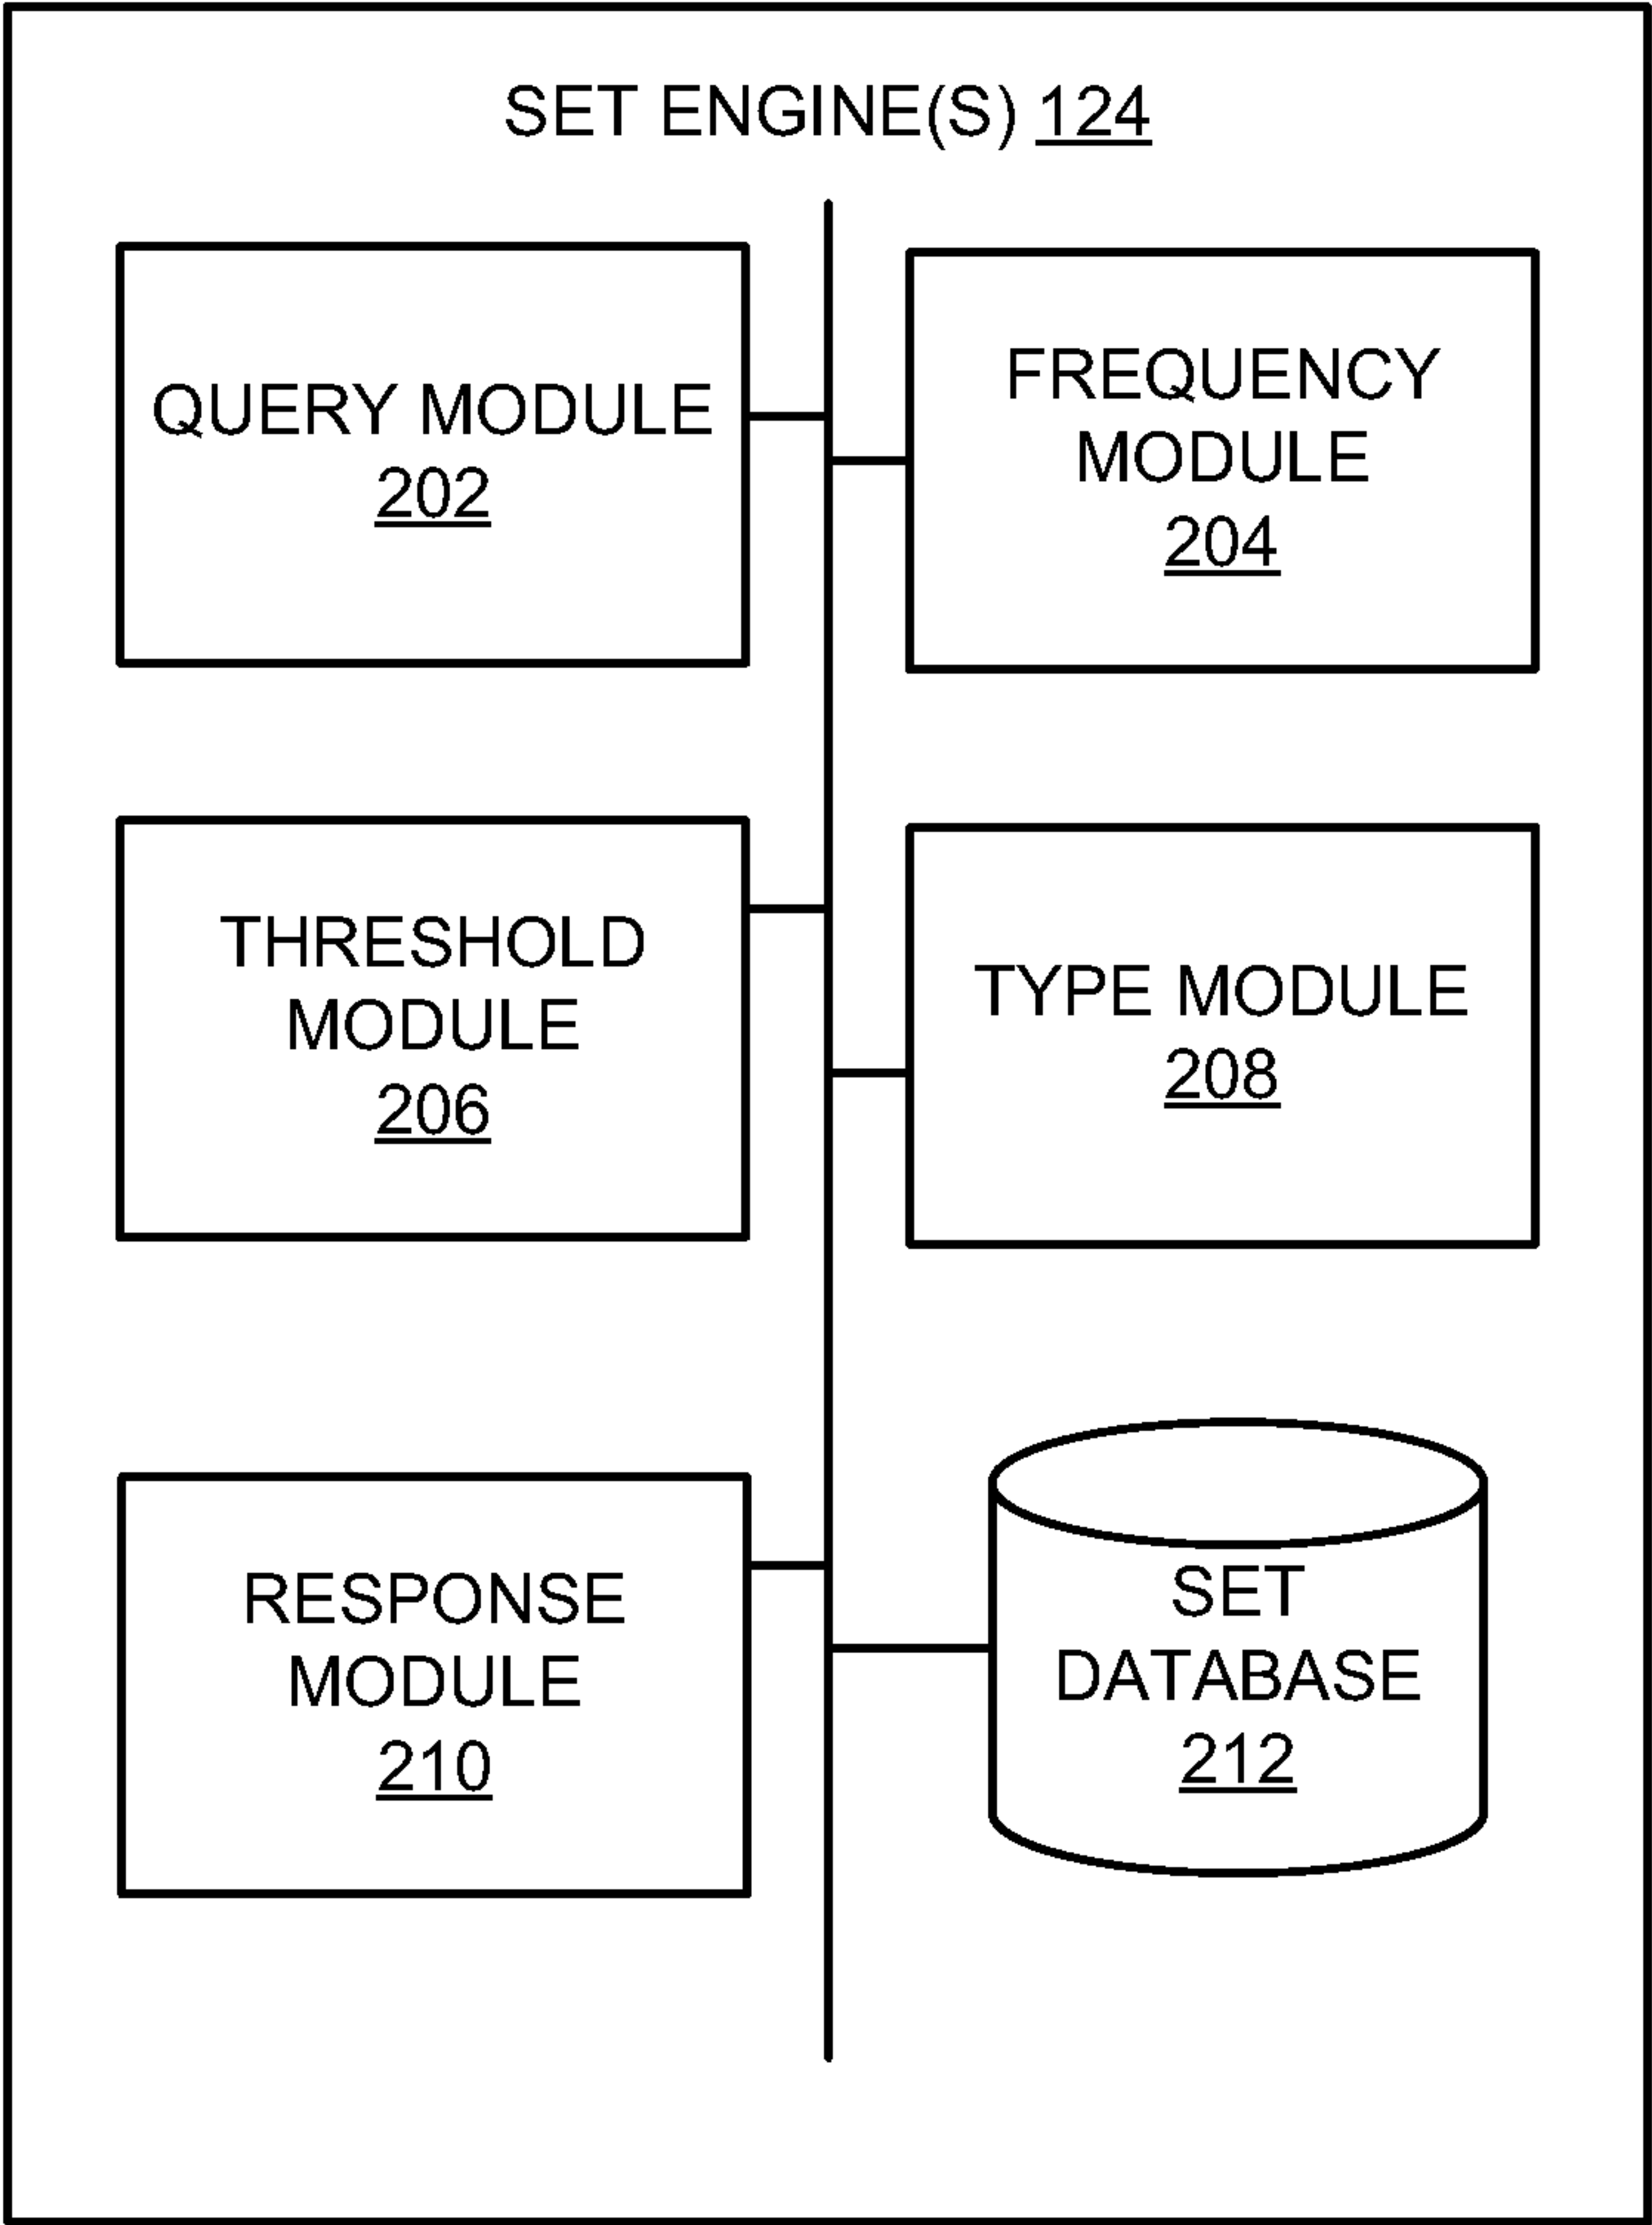 SET ENGINE(S) 124
QUERY MODULE
202
FREQUENCY
MODULE
204
THRESHOLD
MODULE
206
TYPE MODULE
208
RESPONSE
MODULE
210
SET
DATABASE
212